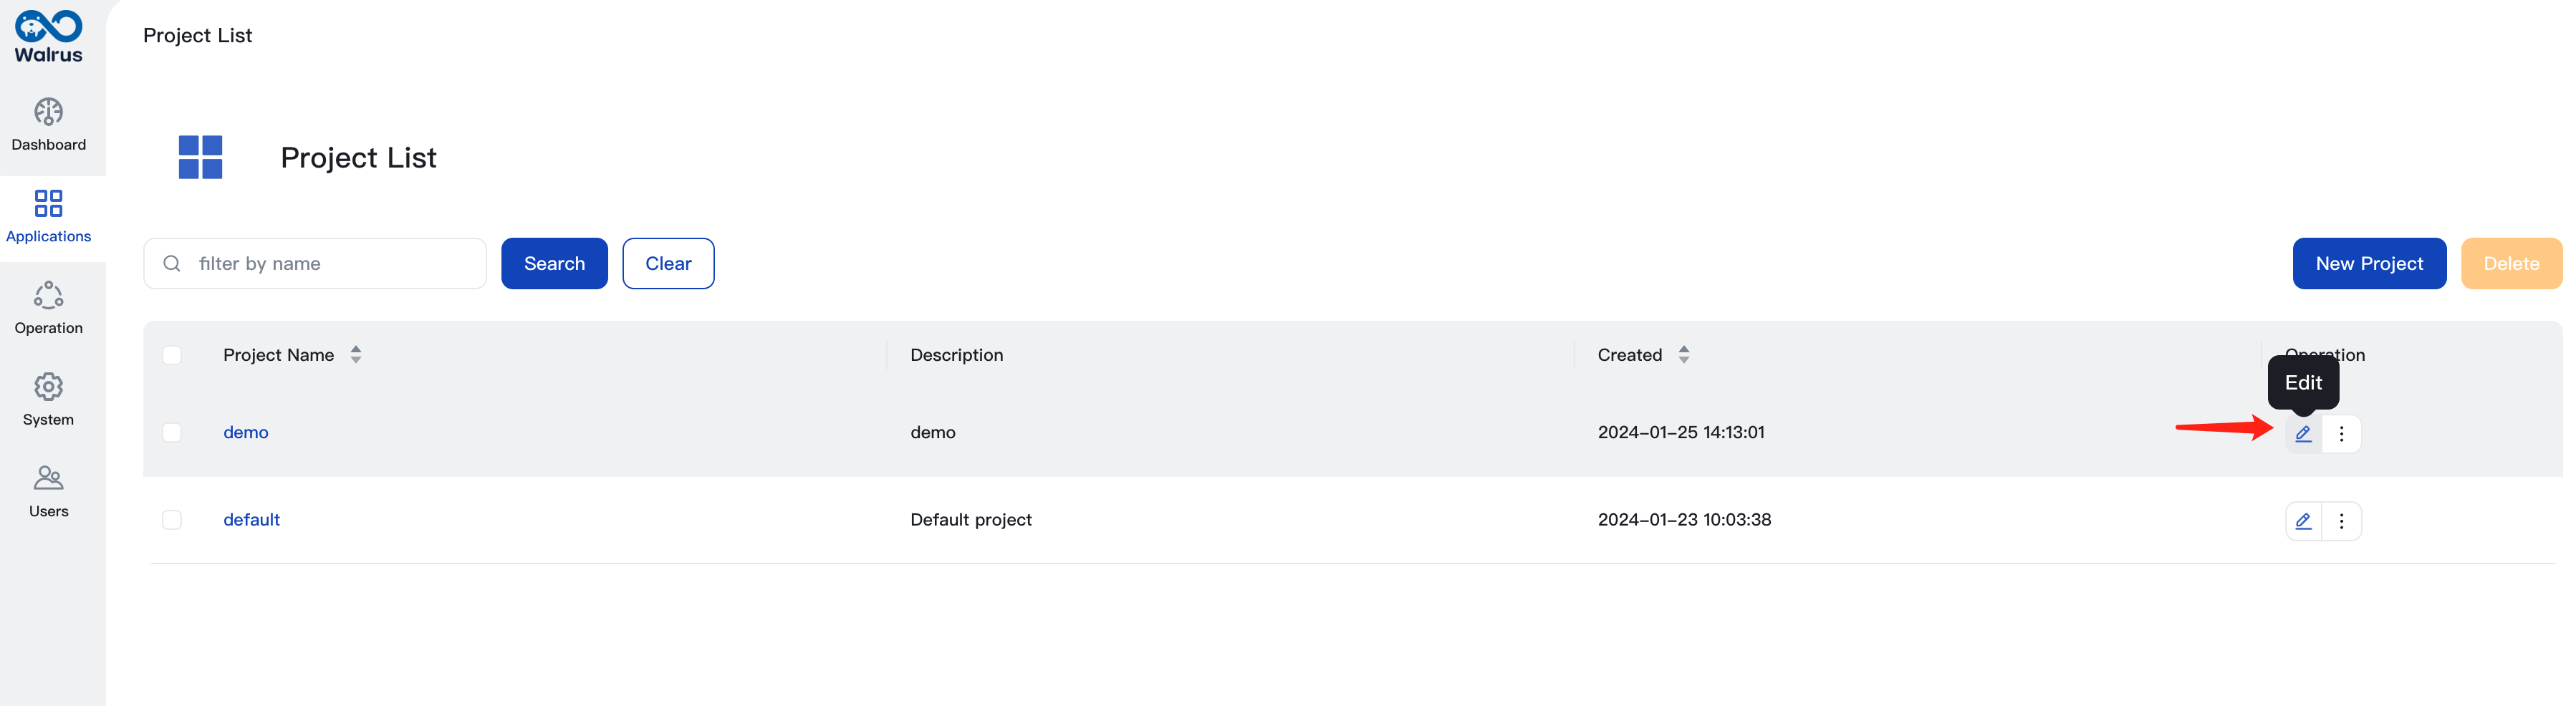 Walrus
Project List
Dashboard
Project List
Applications
filter by name
Search
Clear
New Project
Delete
Operation
Project Name
Description
Created
Operation
Edit
System
demo
demo
2024-01-25 14:13:01
Users
default
Default project
2024-01-23 10:03:38